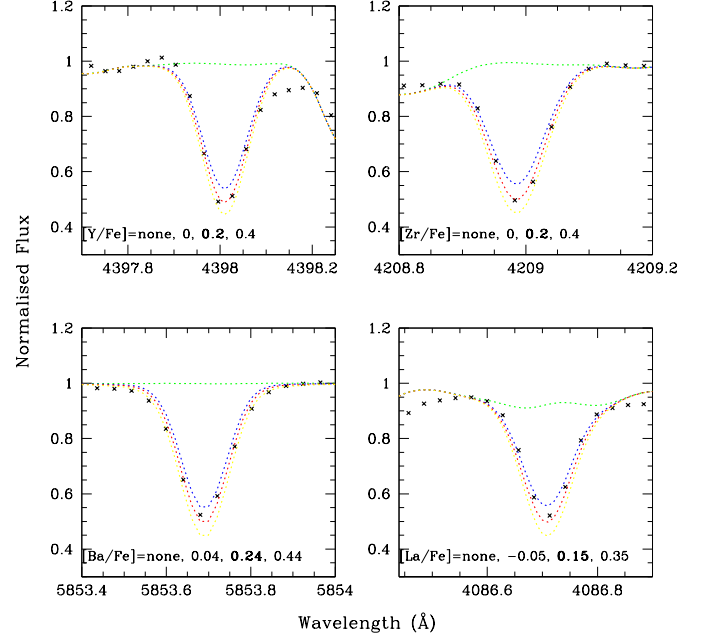 1.2
1
0.8
0.6
0.4
[Y/Fe]=none, 0, 0.2, 0.4
4397.8 4398 4398.2
1.2
1
0.8
0.6
0.4
[Zr/Fe]=none, 0, 0.2, 0.4
4208.8 4209 4209.2
Normalised Flux
1.2
1
0.8
0.6
0.4
[Ba/Fe]=none, 0.04, 0.24, 0.44
5853.4 5853.6 5853.8 5854
1.2
1
0.8
0.6
0.4
[La/Fe]=none, −0.05, 0.15, 0.35
4086.6 4086.8
Wavelength (Å)